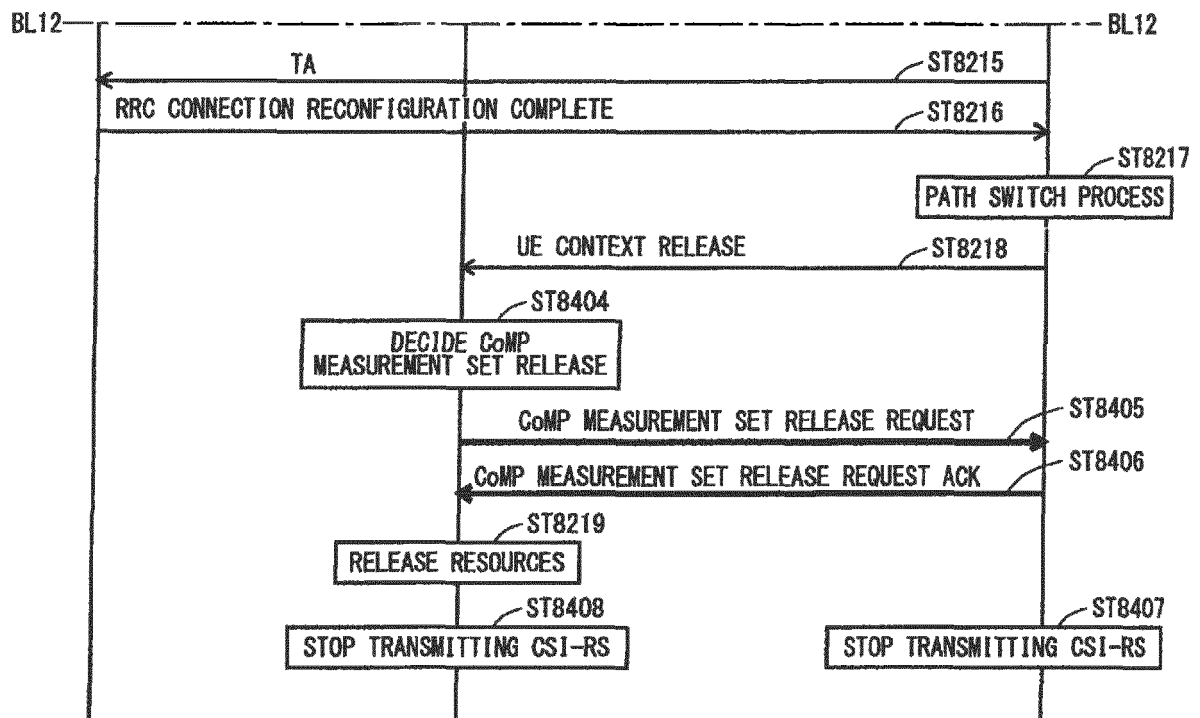 BL12
BL12
TA
ST8215
RRC CONNECTION RECONFIGURATION COMPLETE
ST8216
ST8217
PATH SWITCH PROCESS
UE CONTEXT RELEASE
ST8218
ST8404
DECIDE CoMP
MEASUREMENT SET RELEASE
CoMP MEASUREMENT SET RELEASE REQUEST
ST8405
CoMP MEASUREMENT SET RELEASE REQUEST ACK
ST8406
ST8219
RELEASE RESOURCES
ST8408
ST8407
STOP TRANSMITTING CSI-RS
STOP TRANSMITTING CSI-RS